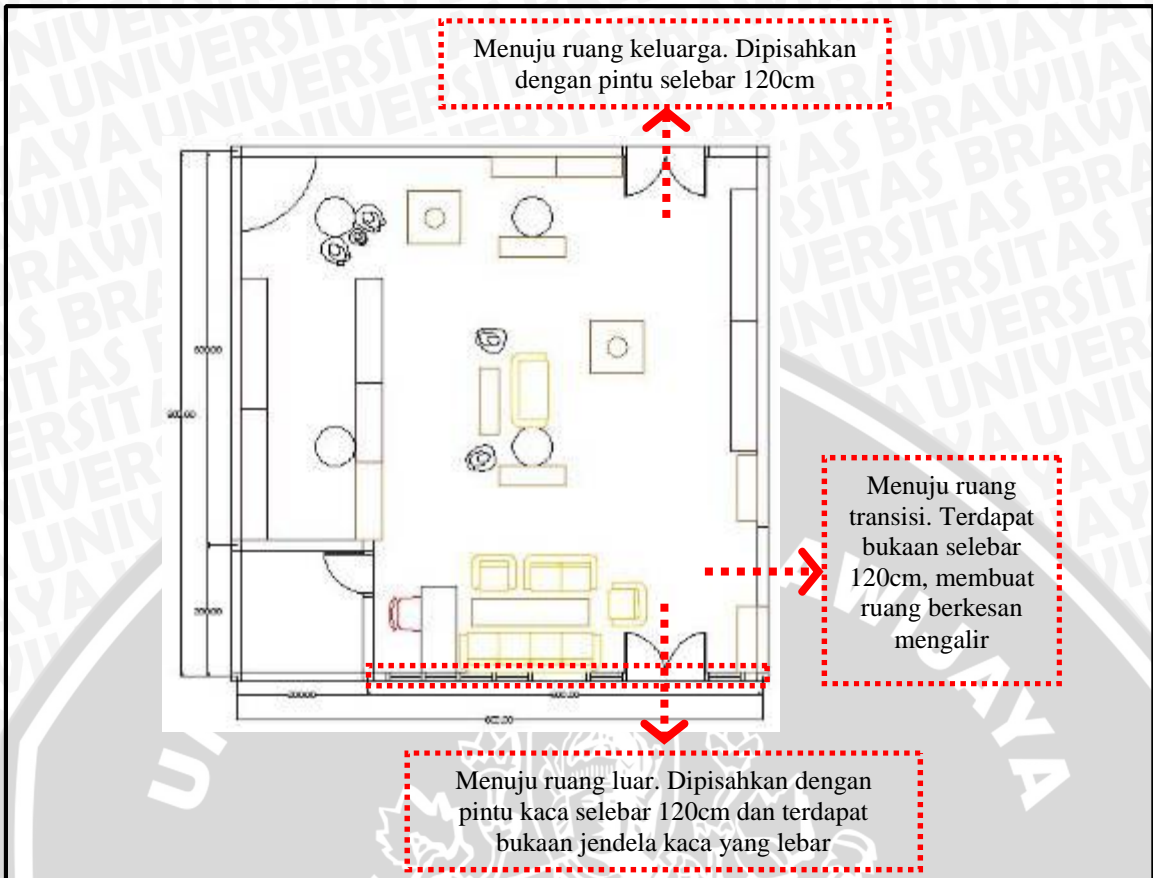 Menuju ruang keluarga. Dipisahkan
dengan pintu selebar 120cm
Menuju ruang
transisi. Terdapat
bukaan selebar
120cm, membuat
ruang berkesan
mengalir
Menuju ruang luar. Dipisahkan dengan
pintu kaca selebar 120cm dan terdapat
bukaan jendela kaca yang lebar